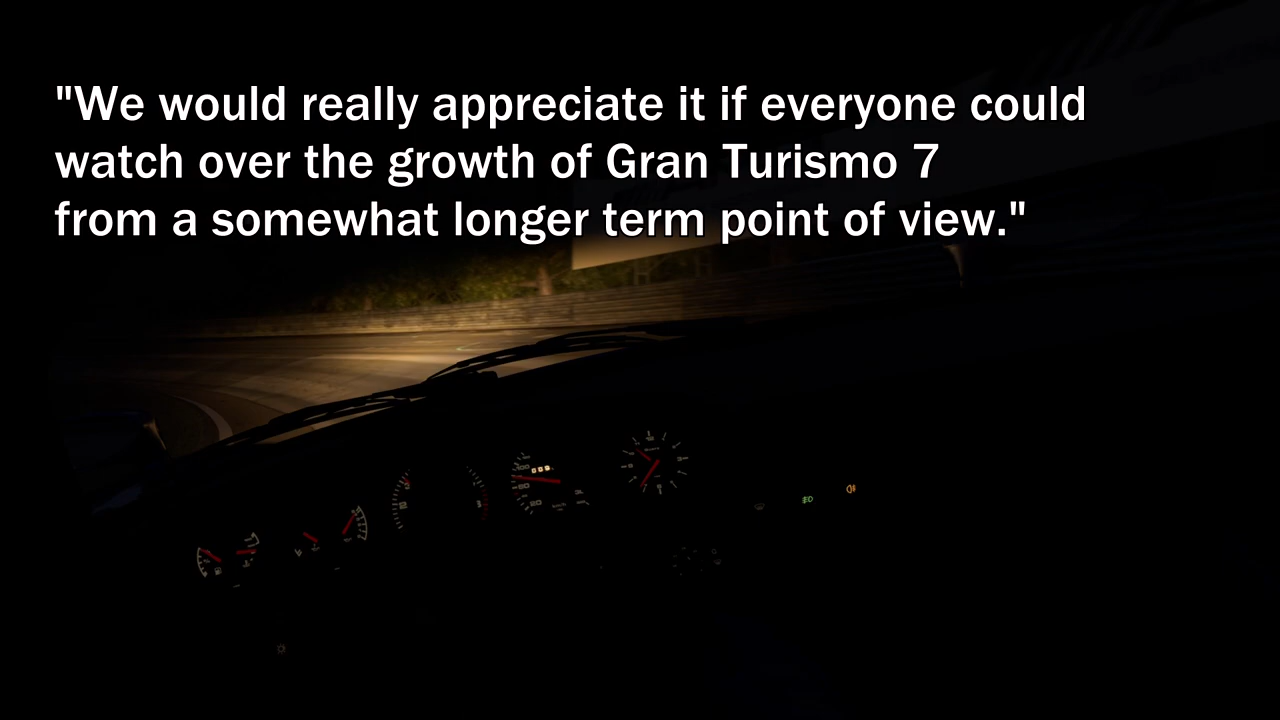 "We would really appreciate it if everyone could
watch over the growth of Gran Turismo 7
from a somewhat longer term point of view."